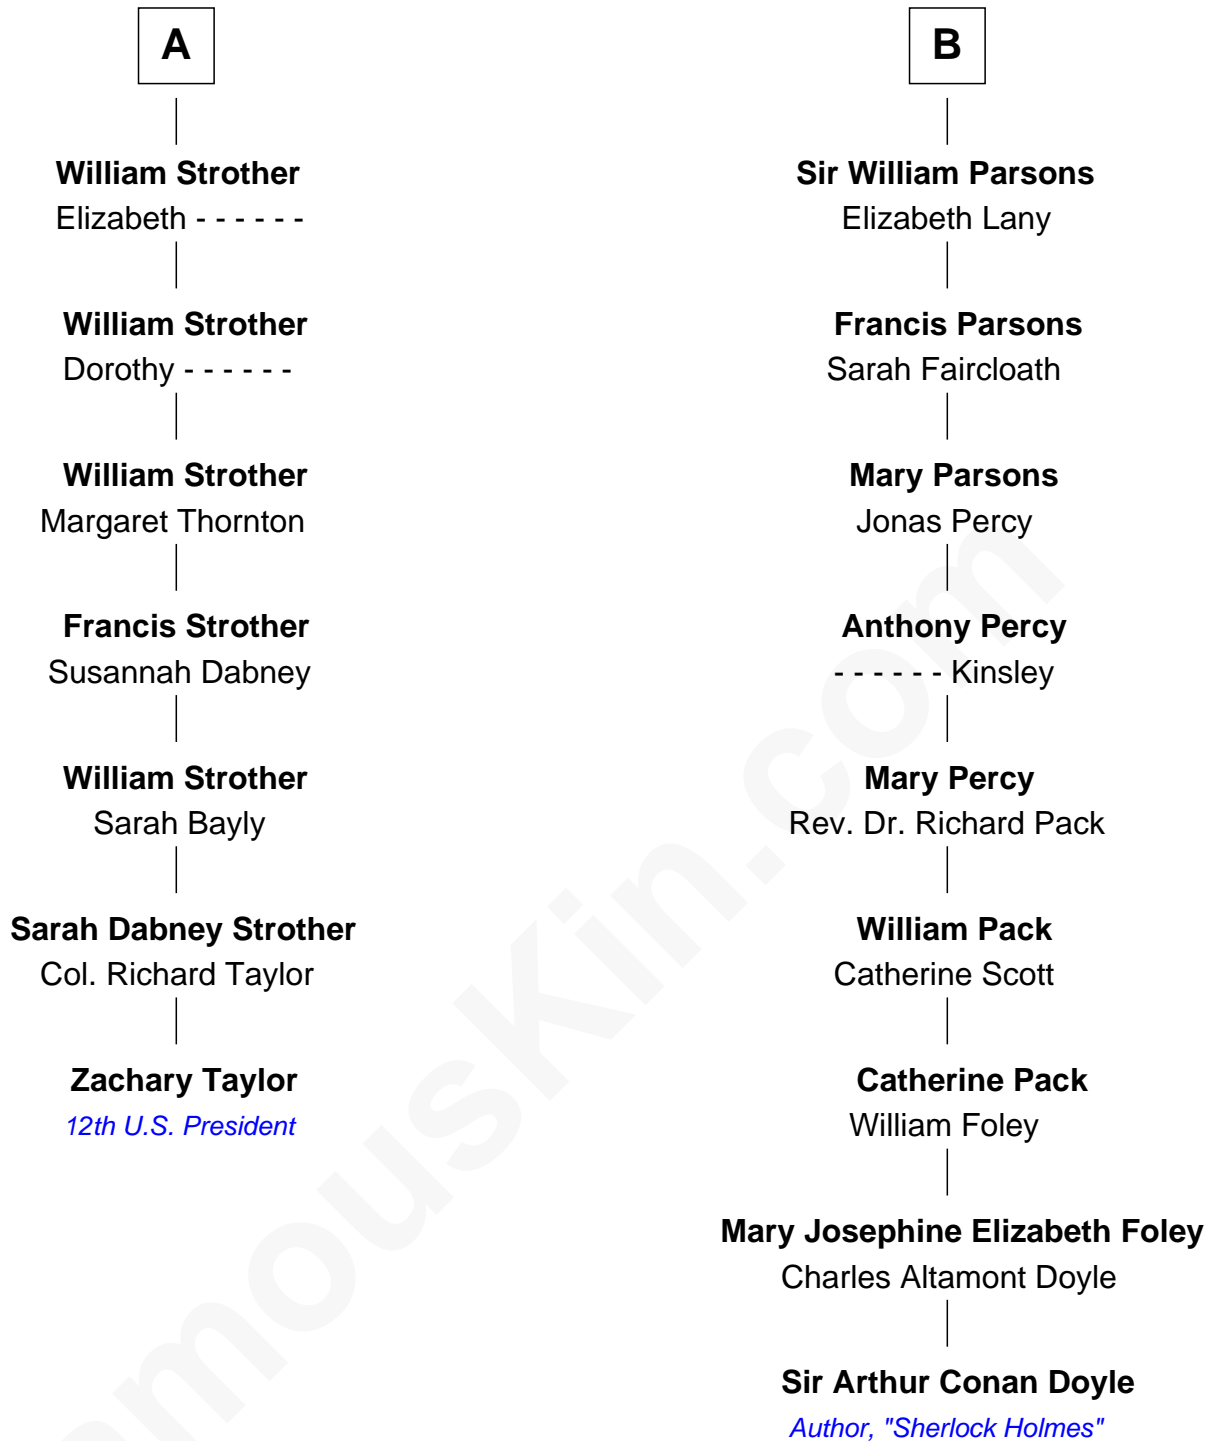 A
William Strother
Elizabeth - - - - - -
William Strother
Dorothy - - - - - -
William Strother
Margaret Thornton
Francis Strother
Susannah Dabney
William Strother
Sarah Bayly
Sarah Dabney Strother
Col. Richard Taylor
Zachary Taylor
12th U.S. President
B
Sir William Parsons
Elizabeth Lany
Francis Parsons
Sarah Faircloath
Mary Parsons
Jonas Percy
Anthony Percy
- - - - - - Kinsley
Mary Percy
Rev. Dr. Richard Pack
William Pack
Catherine Scott
Catherine Pack
William Foley
Mary Josephine Elizabeth Foley
Charles Altamont Doyle
Sir Arthur Conan Doyle
Author, "Sherlock Holmes"
amouskin.com